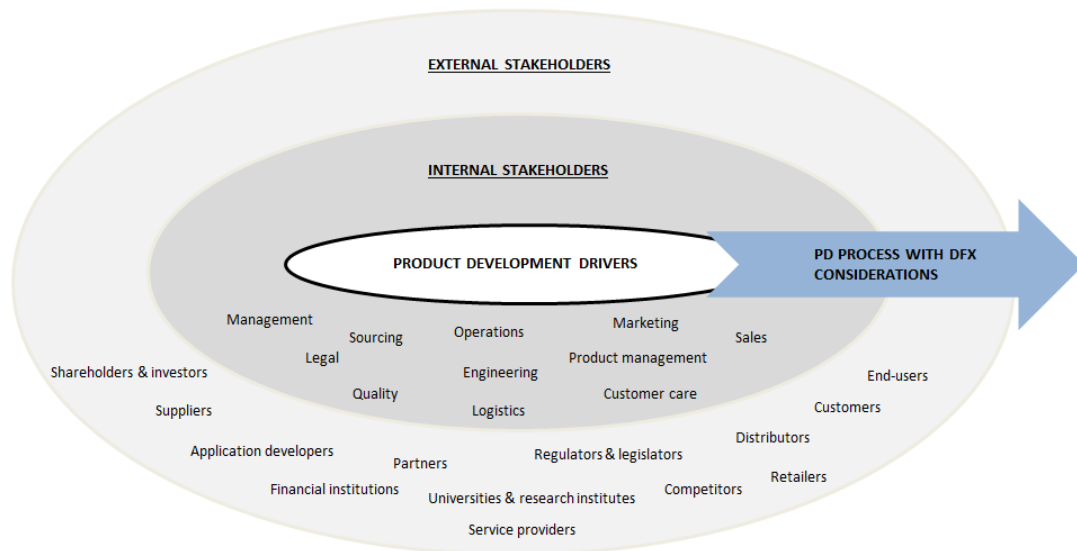 EXTERNAL STAKEHOLDERS
INTERNAL STAKEHOLDERS
PRODUCT DEVELOPMENT DRIVERS
PD PROCESS WITH DFX
CONSIDERATIONS
Management
Sourcing
Operations
Marketing
Sales
Legal
Engineering
Product management
Quality
Logistics
Customer care
Shareholders & investors
End-users
Suppliers
Customers
Application developers
Partners
Regulators & legislators
Distributors
Financial institutions
Universities & research institutes
Competitors
Retailers
Service providers